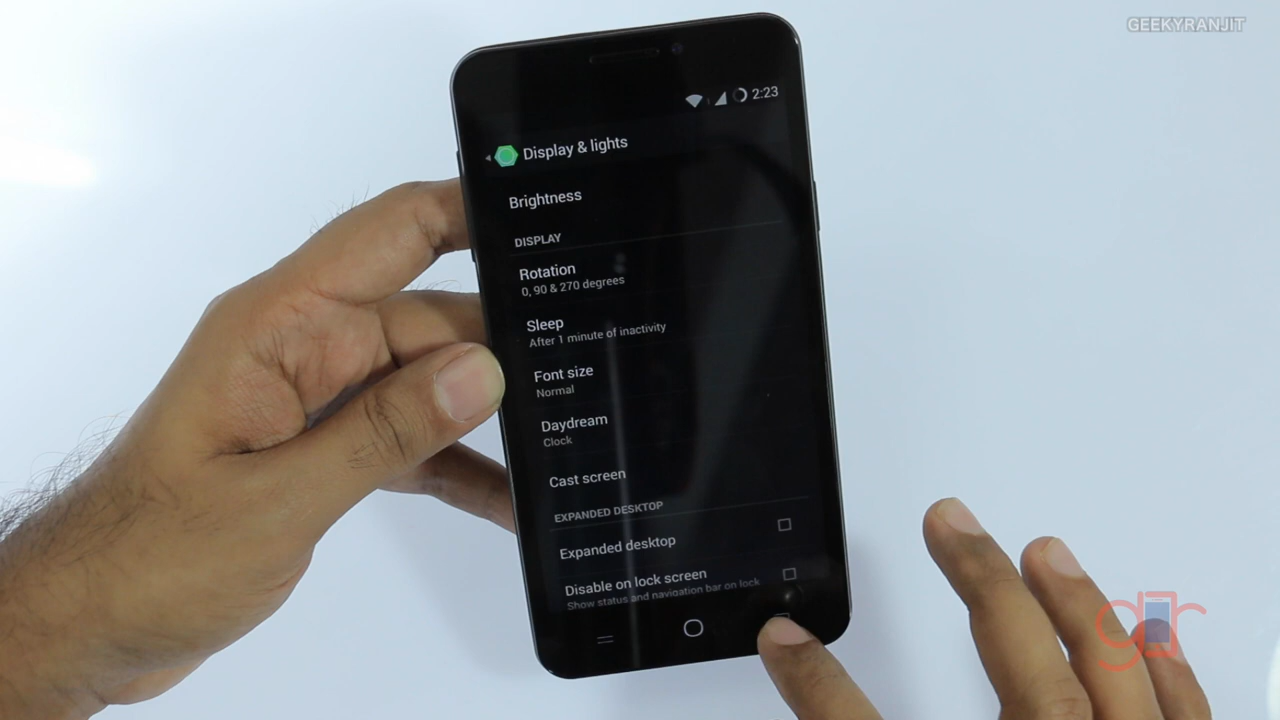 GEEKYRANJIT
2:23
Display & lights
Brightness
DISPLAY
Rotation
0, 90 & 270 degrees
Sleep
After 1 minute of inactivity
Font size
Normal
Daydream
Clock
Cast screen
EXPANDED DESKTOP
Expanded desktop
Disable on lock screen
Show status and navigation bar on lock
gr